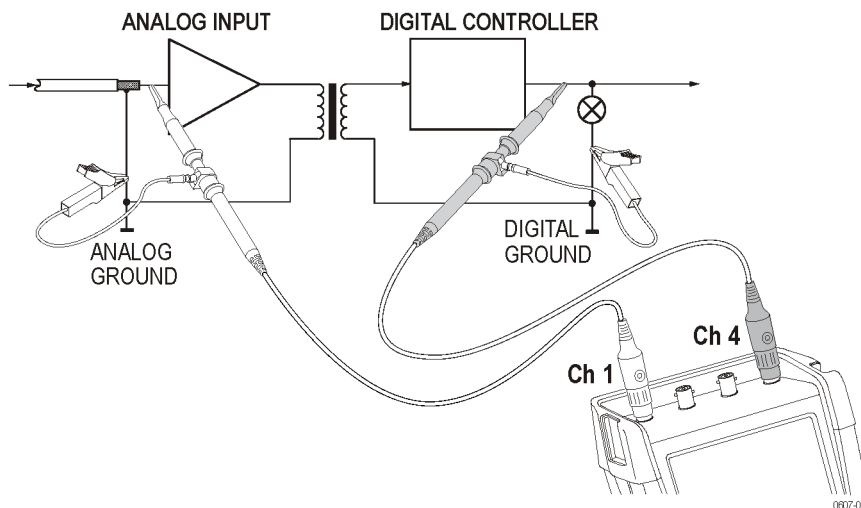 ANALOG INPUT
DIGITAL CONTROLLER
ANALOG
GROUND
DIGITAL
GROUND
Ch 1
Ch 4